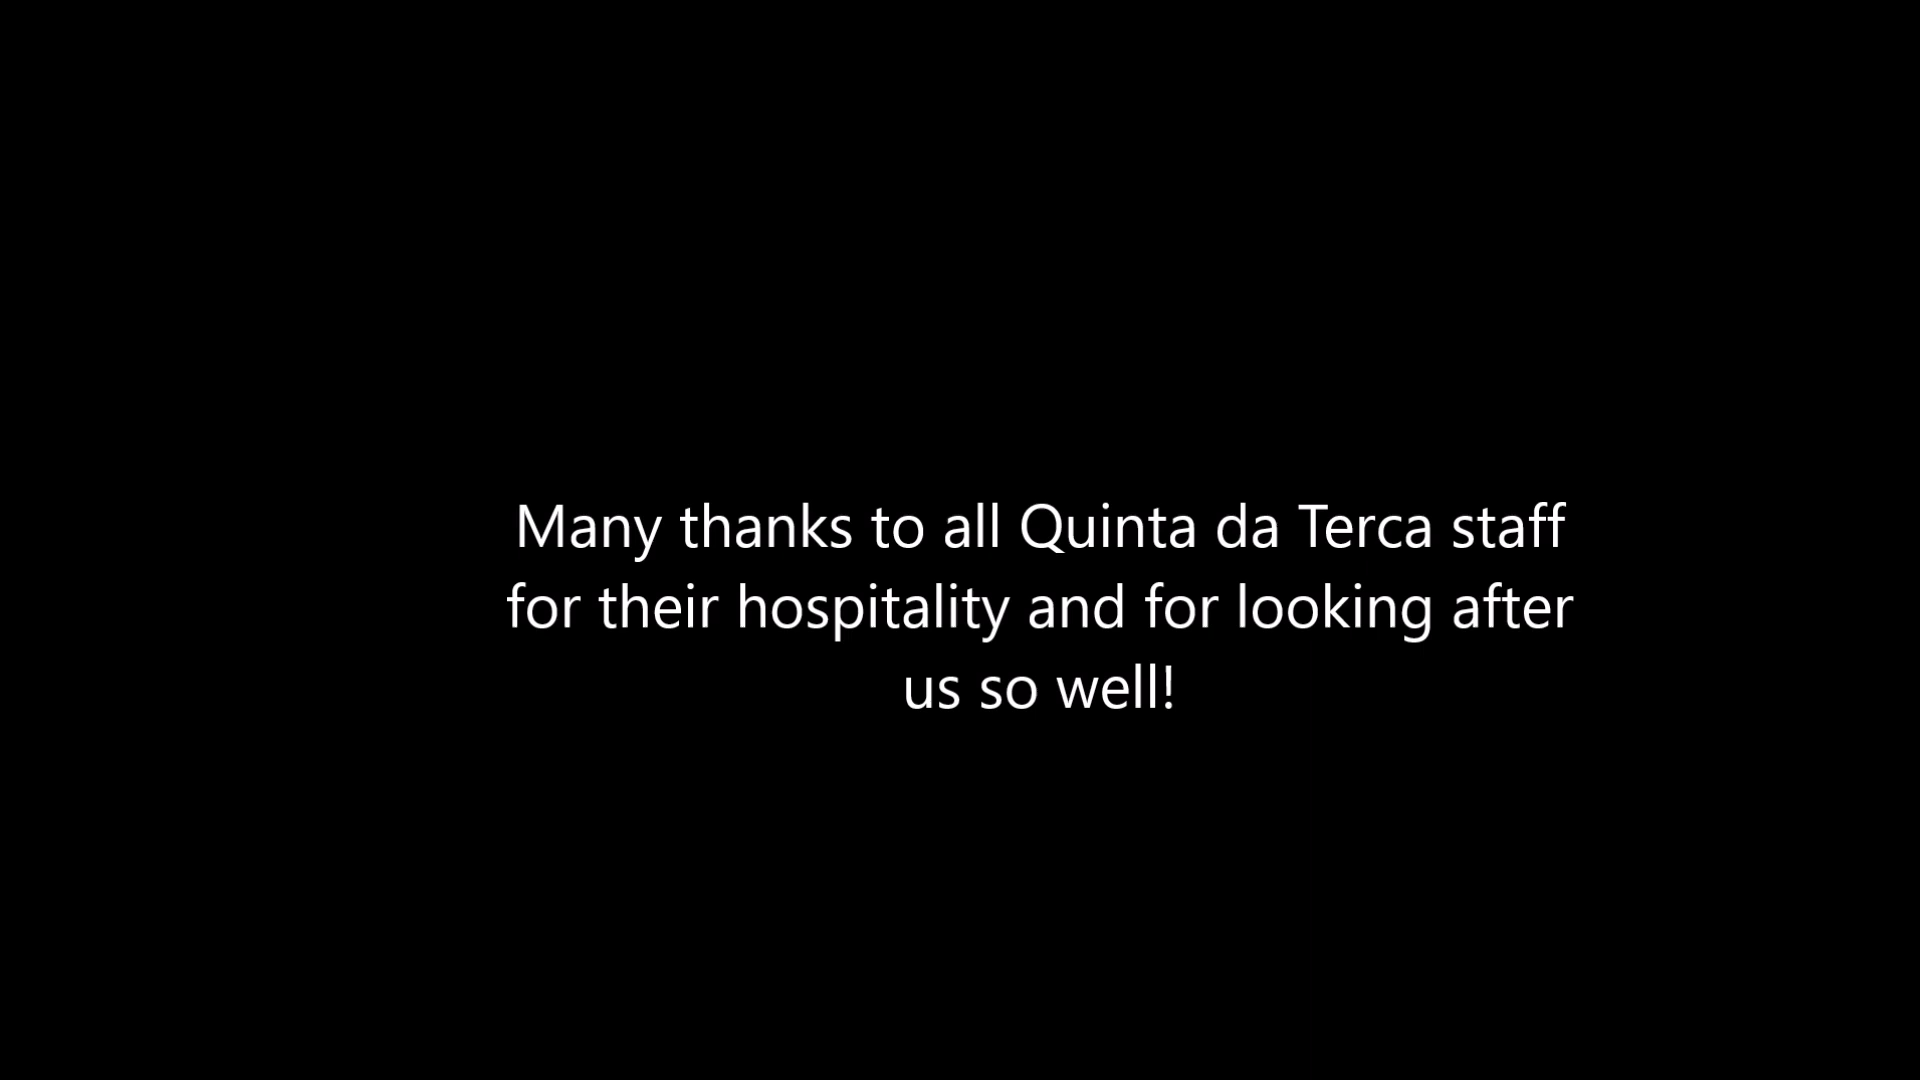 Many thanks to all Quinta da Terca staff
for their hospitality and for looking after
us so well!